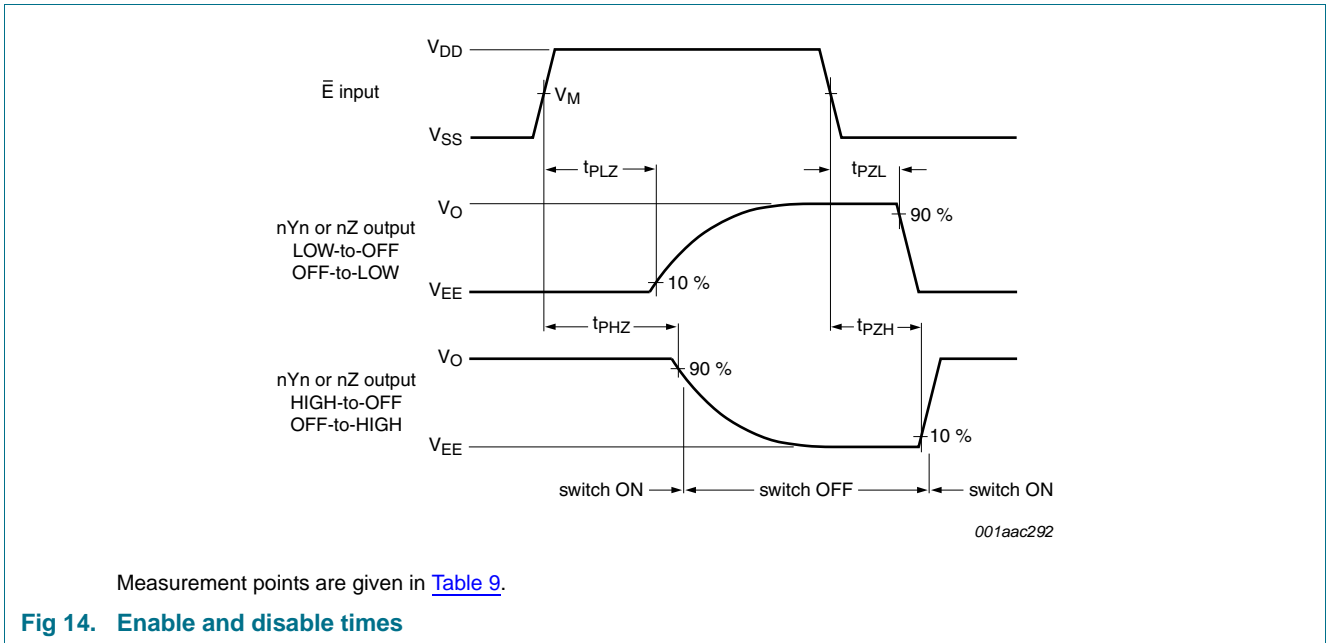 V_DD
Ē input
V_M
V_SS
t_PLZ
t_PZL
V_O
nYn or nZ output
LOW-to-OFF
OFF-to-LOW
90 %
10 %
V_EE
t_PHZ
t_PZH
V_O
nYn or nZ output
HIGH-to-OFF
OFF-to-HIGH
90 %
10 %
V_EE
switch ON
switch OFF
switch ON
001aac292
Measurement points are given in Table 9.
Fig 14. Enable and disable times